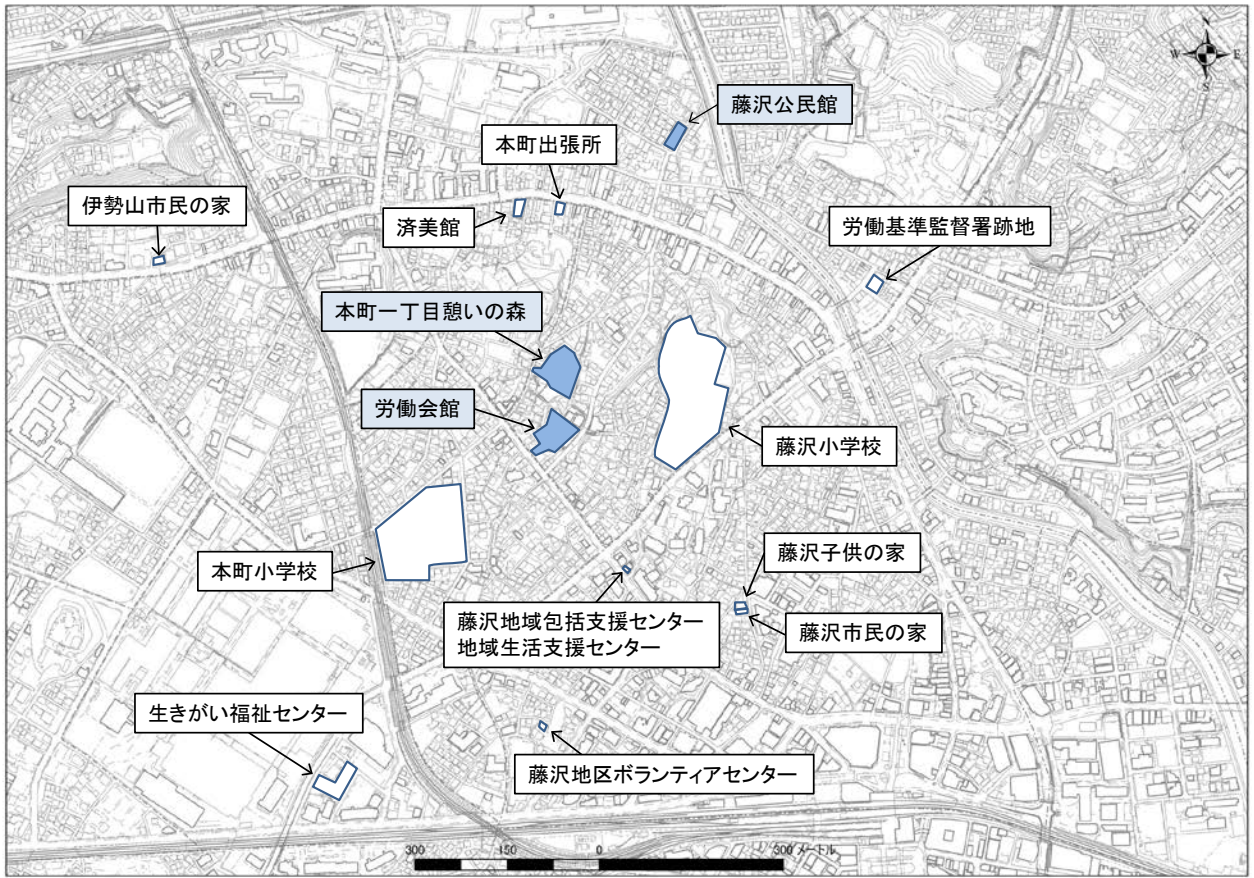 N
W
E
S
藤沢公民館
本町出張所
伊勢山市民の家
済美館
労働基準監督署跡地
本町一丁目憩いの森
労働会館
藤沢小学校
本町小学校
藤沢子供の家
藤沢地域包括支援センター
地域生活支援センター
藤沢市民の家
生きがい福祉センター
藤沢地区ボランティアセンター
300 150 0 300 メートル